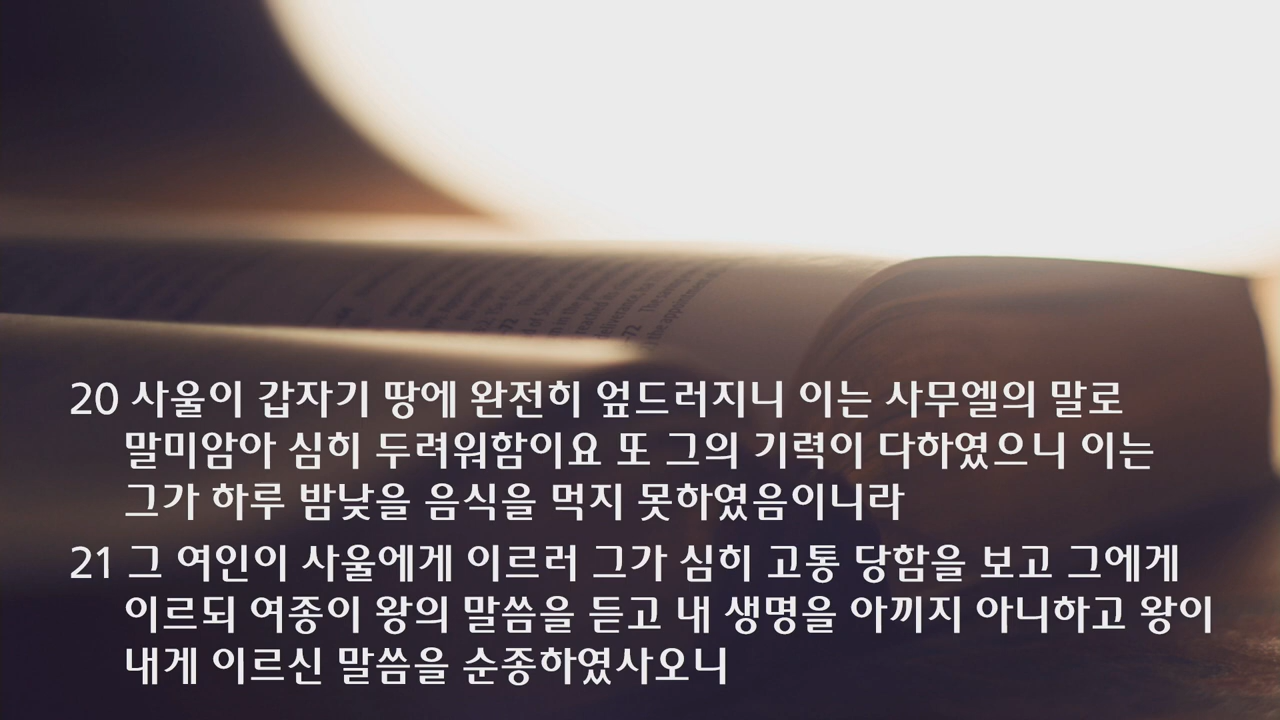 20 사울이 갑자기 땅에 완전히 엎드러지니 이는 사무엘의 말로
말미암아 심히 두려워함이요 또 그의 기력이 다하였으니 이는
그가 하루 밤낮을 음식을 먹지 못하였음이니라
21 그 여인이 사울에게 이르러 그가 심히 고통 당함을 보고 그에게
이르되 여종이 왕의 말씀을 듣고 내 생명을 아끼지 아니하고 왕이
내게 이르신 말씀을 순종하였사오니